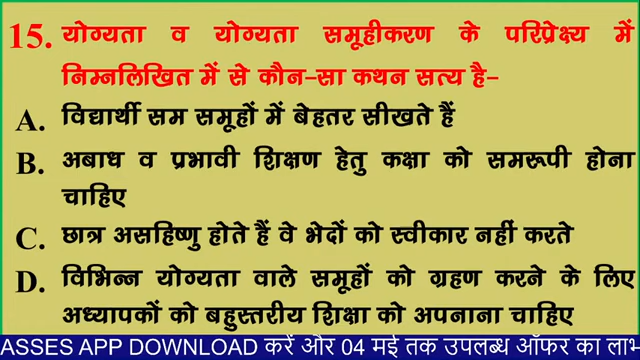 15. योग्यता व योग्यता समूहीकरण के परिप्रेक्ष्य में
निम्नलिखित में से कौन-सा कथन सत्य है-
A. विद्यार्थी सम समूहों में बेहतर सीखते हैं
B. अबाध व प्रभावी शिक्षण हेतु कक्षा को समरूपी होना
चाहिए
C. छात्र असहिष्णु होते हैं वे भेदों को स्वीकार नहीं करते
D. विभिन्न योग्यता वाले समूहों को ग्रहण करने के लिए
अध्यापकों को बहुस्तरीय शिक्षा को अपनाना चाहिए
ASSES APP DOWNLOAD करें और 04 मई तक उपलब्ध ऑफर का लाभ